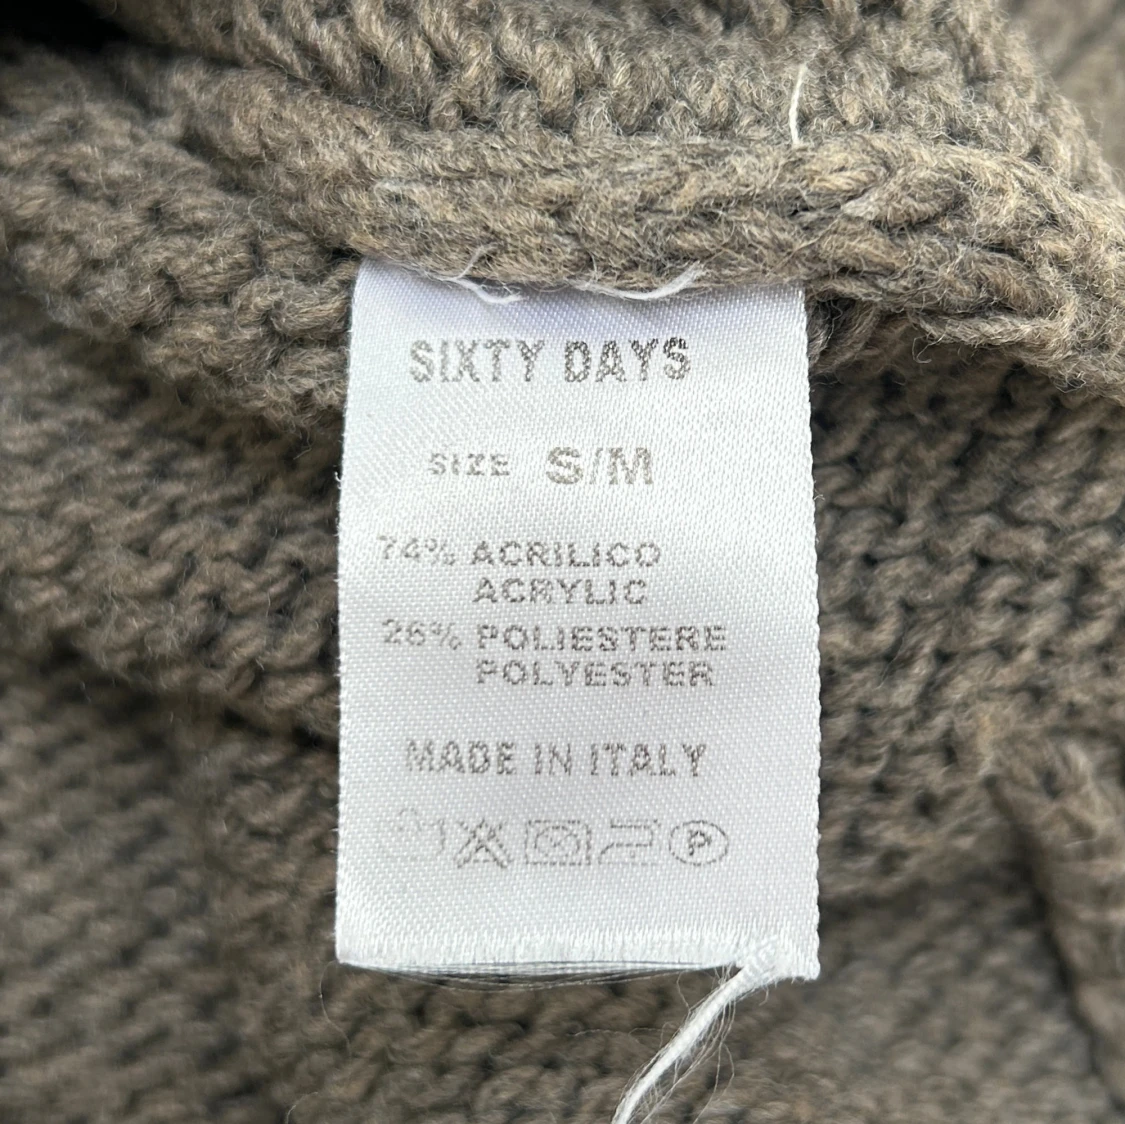 SIXTY DAYS
SIZE S/M
74% ACRILICO
ACRYLIC
26% POLIESTERE
POLYESTER
MADE IN ITALY
P